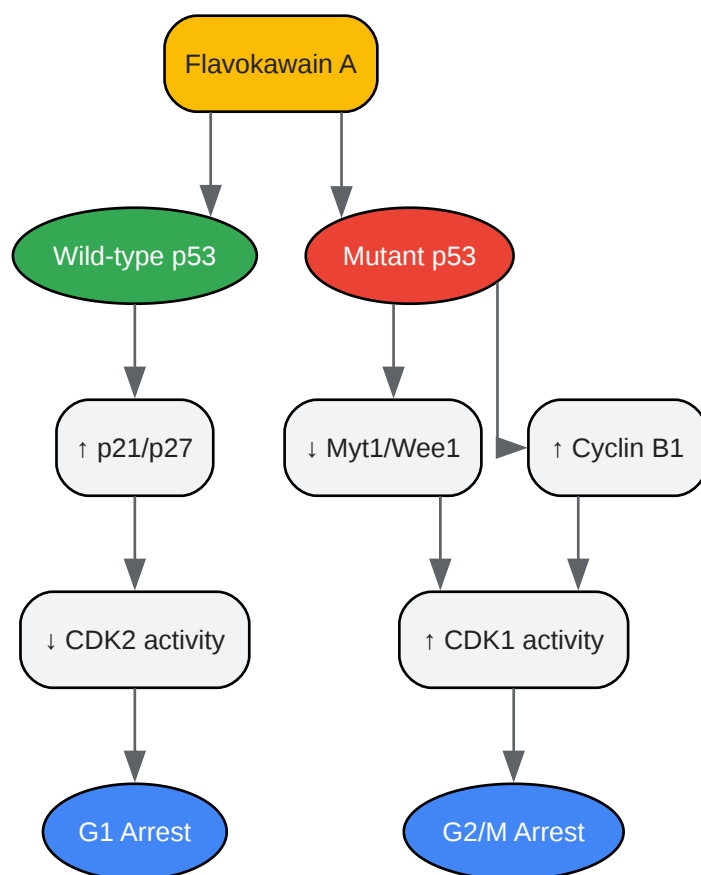 Flavokawain A
Wild-type p53
Mutant p53
↑ p21/p27
↓ Myt1/Wee1
↑ Cyclin B1
↓ CDK2 activity
↑ CDK1 activity
G1 Arrest
G2/M Arrest